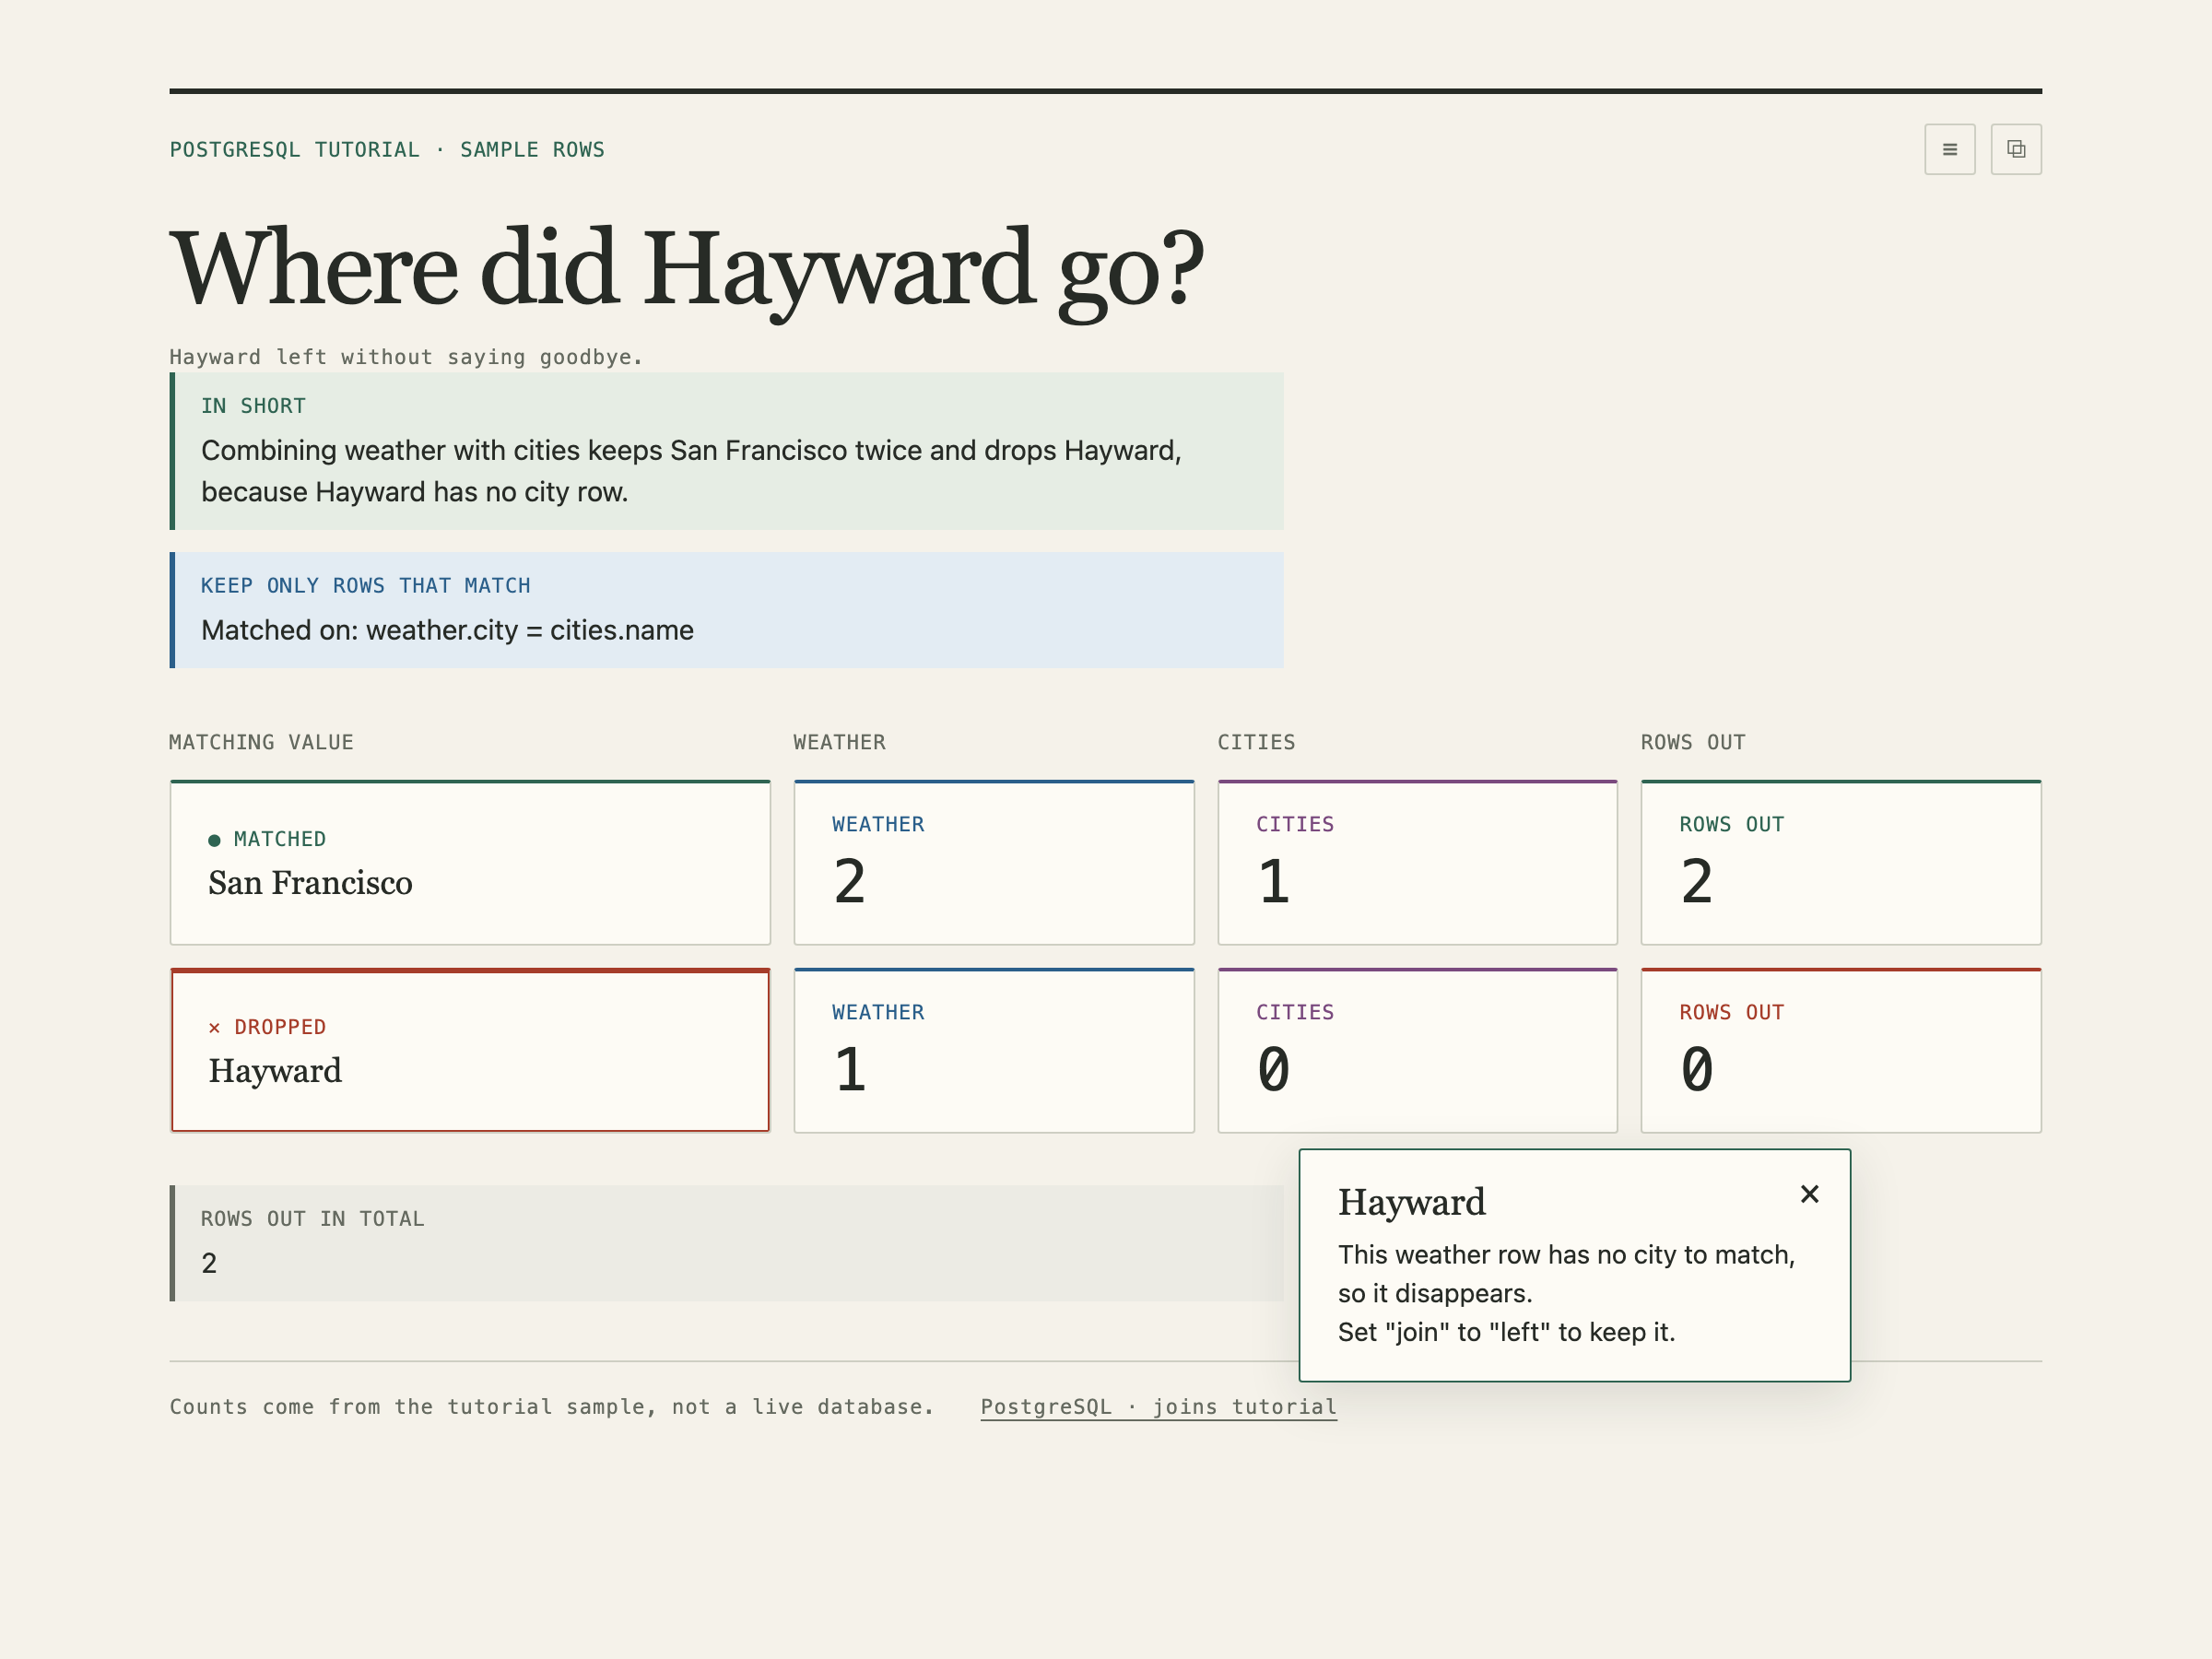 POSTGRESQL TUTORIAL · SAMPLE ROWS
Where did Hayward go?
Hayward left without saying goodbye.
IN SHORT
Combining weather with cities keeps San Francisco twice and drops Hayward,
because Hayward has no city row.
KEEP ONLY ROWS THAT MATCH
Matched on: weather.city = cities.name
MATCHING VALUE WEATHER CITIES ROWS OUT
● MATCHED
San Francisco
WEATHER
2
CITIES
1
ROWS OUT
2
× DROPPED
Hayward
WEATHER
1
CITIES
0
ROWS OUT
0
ROWS OUT IN TOTAL
2
Hayward ×
This weather row has no city to match,
so it disappears.
Set "join" to "left" to keep it.
Counts come from the tutorial sample, not a live database. PostgreSQL · joins tutorial